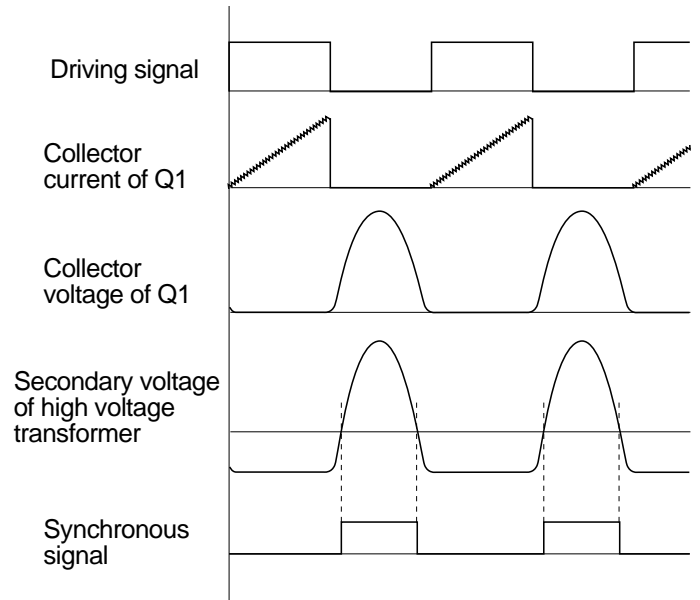 Driving signal
Collector
current of Q1
Collector
voltage of Q1
Secondary voltage
of high voltage
transformer
Synchronous
signal